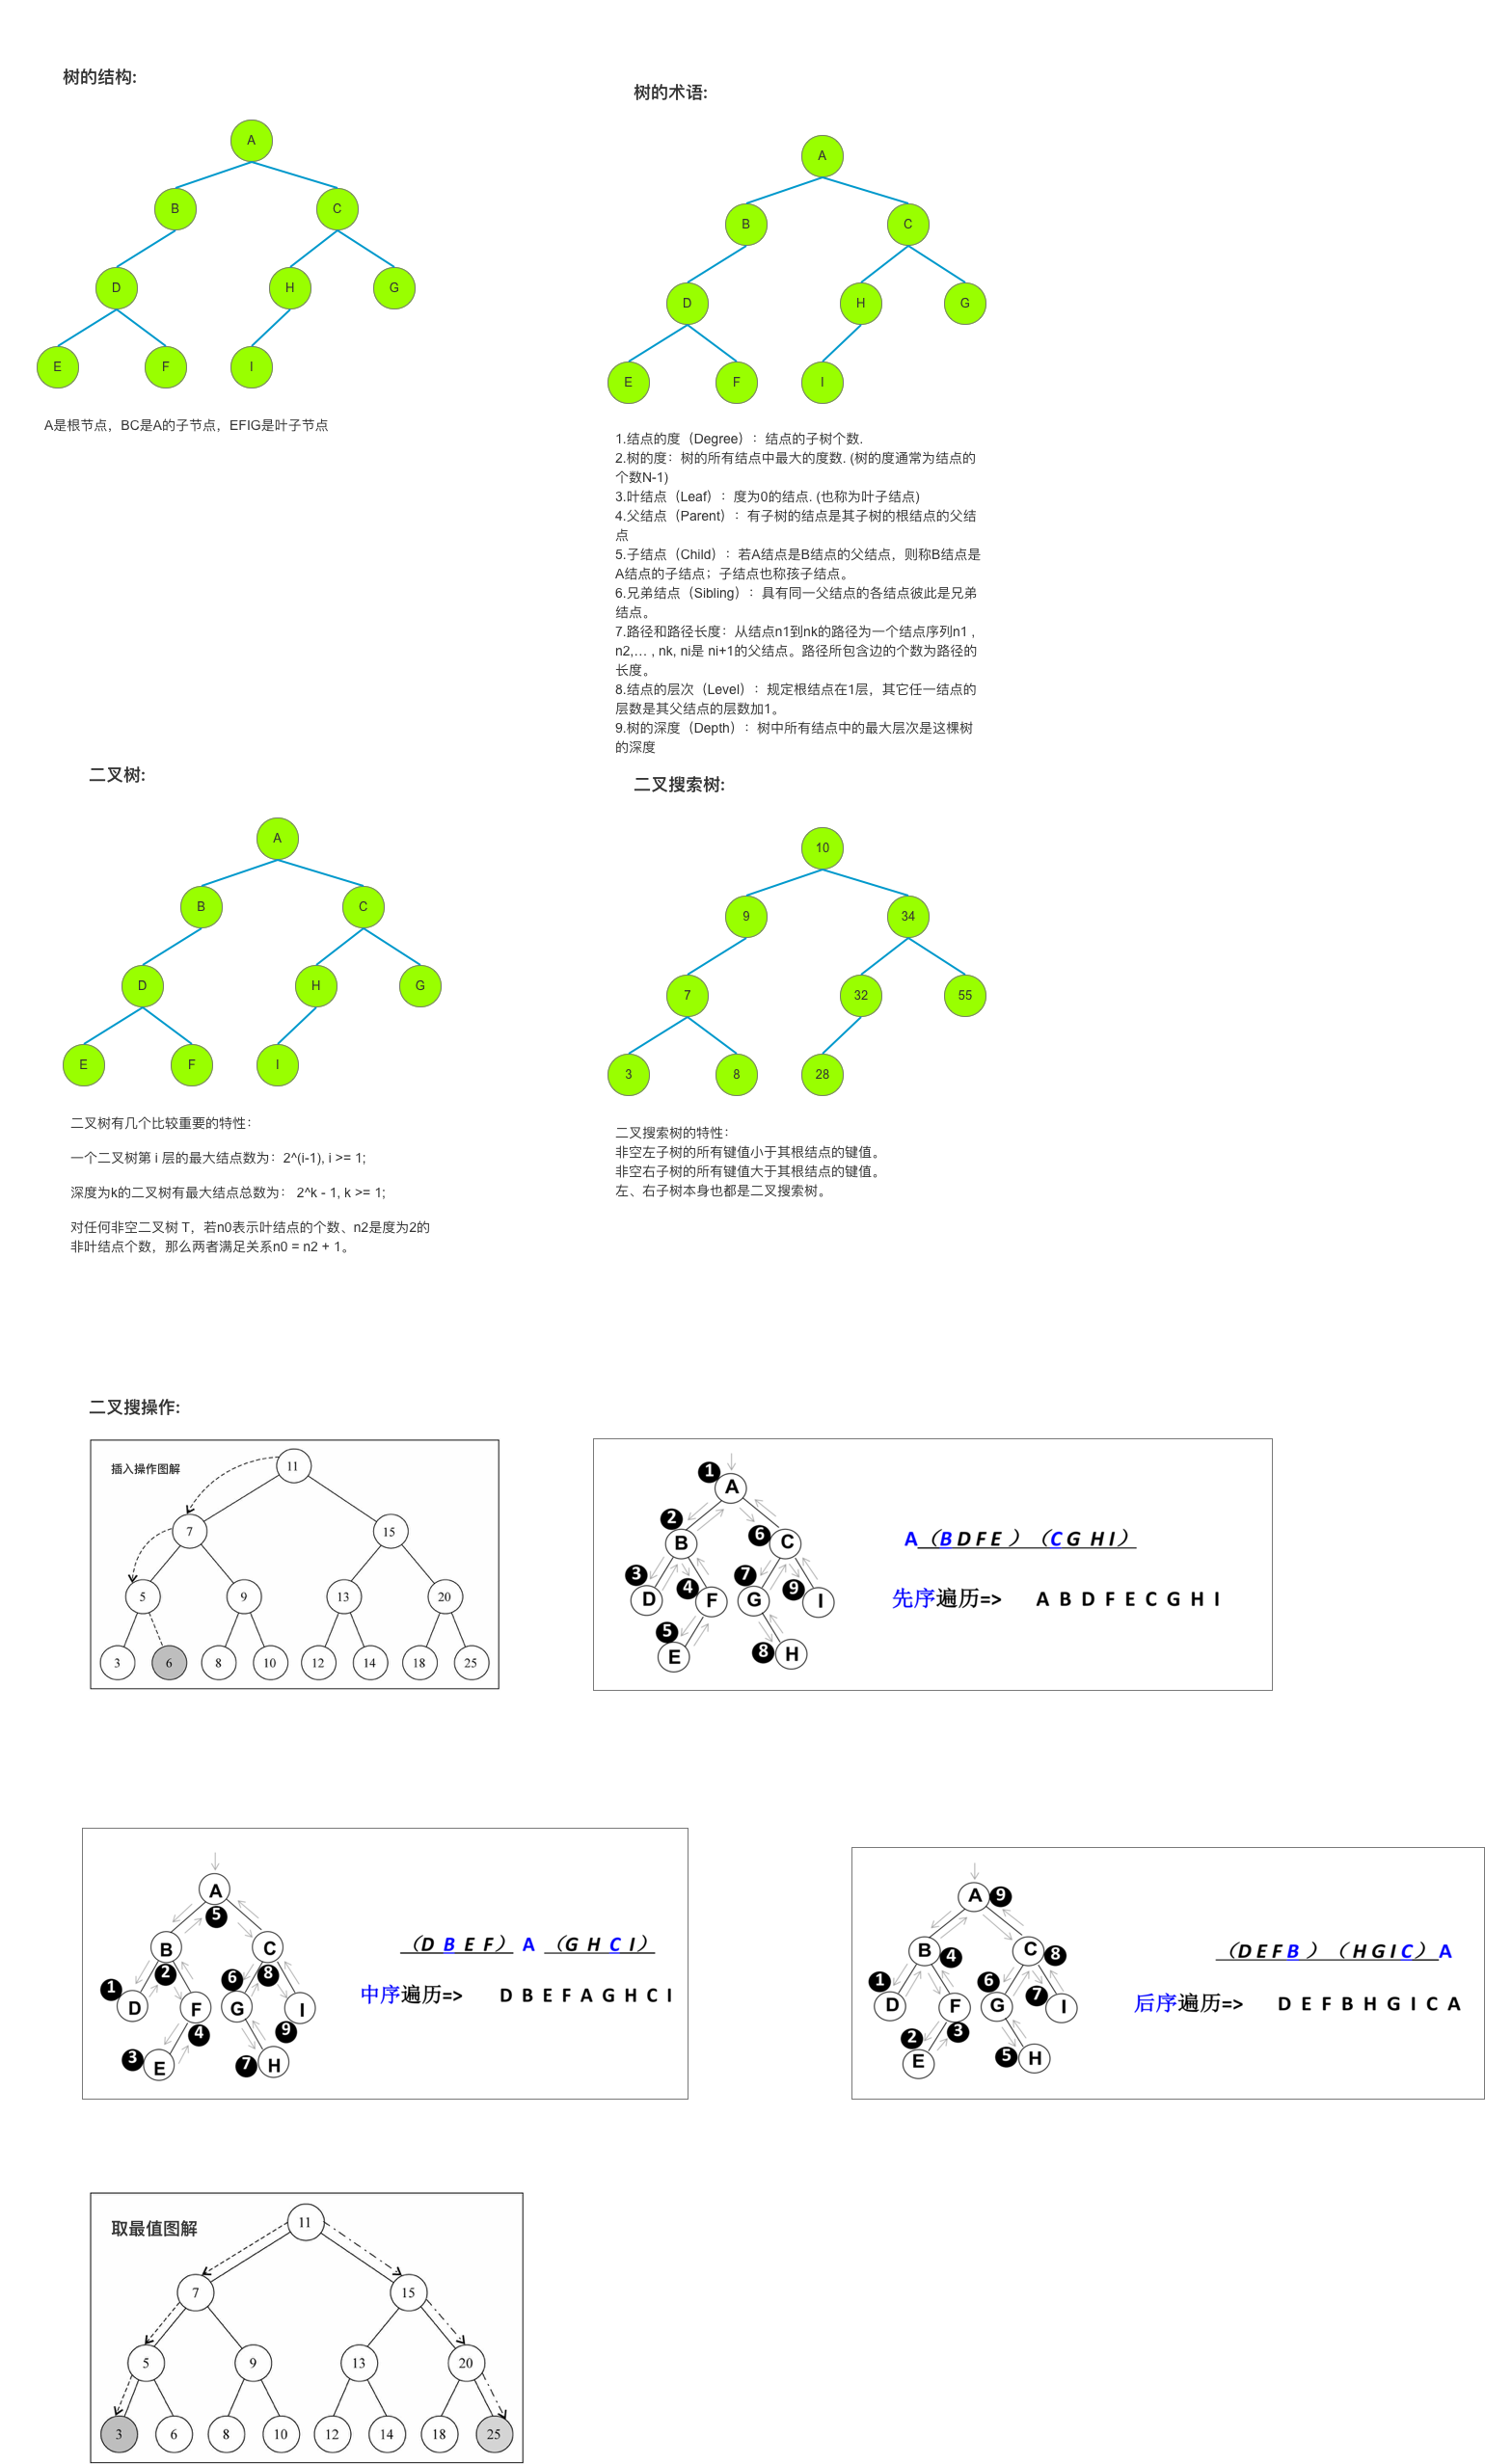 树的结构:
A
B
C
D
H
G
E
F
I
A是根节点，BC是A的子节点，EFIG是叶子节点
树的术语:
A
B
C
D
H
G
E
F
I
1.结点的度（Degree）：结点的子树个数.
2.树的度：树的所有结点中最大的度数. (树的度通常为结点的
个数N-1)
3.叶结点（Leaf）：度为0的结点. (也称为叶子结点)
4.父结点（Parent）：有子树的结点是其子树的根结点的父结
点
5.子结点（Child）：若A结点是B结点的父结点，则称B结点是
A结点的子结点；子结点也称孩子结点。
6.兄弟结点（Sibling）：具有同一父结点的各结点彼此是兄弟
结点。
7.路径和路径长度：从结点n1到nk的路径为一个结点序列n1 ,
n2,… , nk, ni是 ni+1的父结点。路径所包含边的个数为路径的
长度。
8.结点的层次（Level）：规定根结点在1层，其它任一结点的
层数是其父结点的层数加1。
9.树的深度（Depth）：树中所有结点中的最大层次是这棵树
的深度
二叉树:
A
B
C
D
H
G
E
F
I
二叉树有几个比较重要的特性：
一个二叉树第 i 层的最大结点数为：2^(i-1), i >= 1;
深度为k的二叉树有最大结点总数为： 2^k - 1, k >= 1;
对任何非空二叉树 T，若n0表示叶结点的个数、n2是度为2的
非叶结点个数，那么两者满足关系n0 = n2 + 1。
二叉搜索树:
10
9
34
7
32
55
3
8
28
二叉搜索树的特性：
非空左子树的所有键值小于其根结点的键值。
非空右子树的所有键值大于其根结点的键值。
左、右子树本身也都是二叉搜索树。
二叉搜操作:
插入操作图解
11
7
15
5
9
13
20
3
6
8
10
12
14
18
25
1
A
2
B
6
C
3
D
4
F
7
G
9
I
5
E
8
H
A（B D F E ）（C G H I）
先序遍历=> A B D F E C G H I
A
5
B
2
C
8
1
D
F
4
6
G
I
9
3
E
7
H
（D B E F） A （G H C I）
中序遍历=> D B E F A G H C I
A
9
B
4
C
8
1
D
F
3
6
G
7
I
2
E
5
H
（D E F B ）（ H G I C）A
后序遍历=> D E F B H G I C A
取最值图解
11
7
15
5
9
13
20
3
6
8
10
12
14
18
25